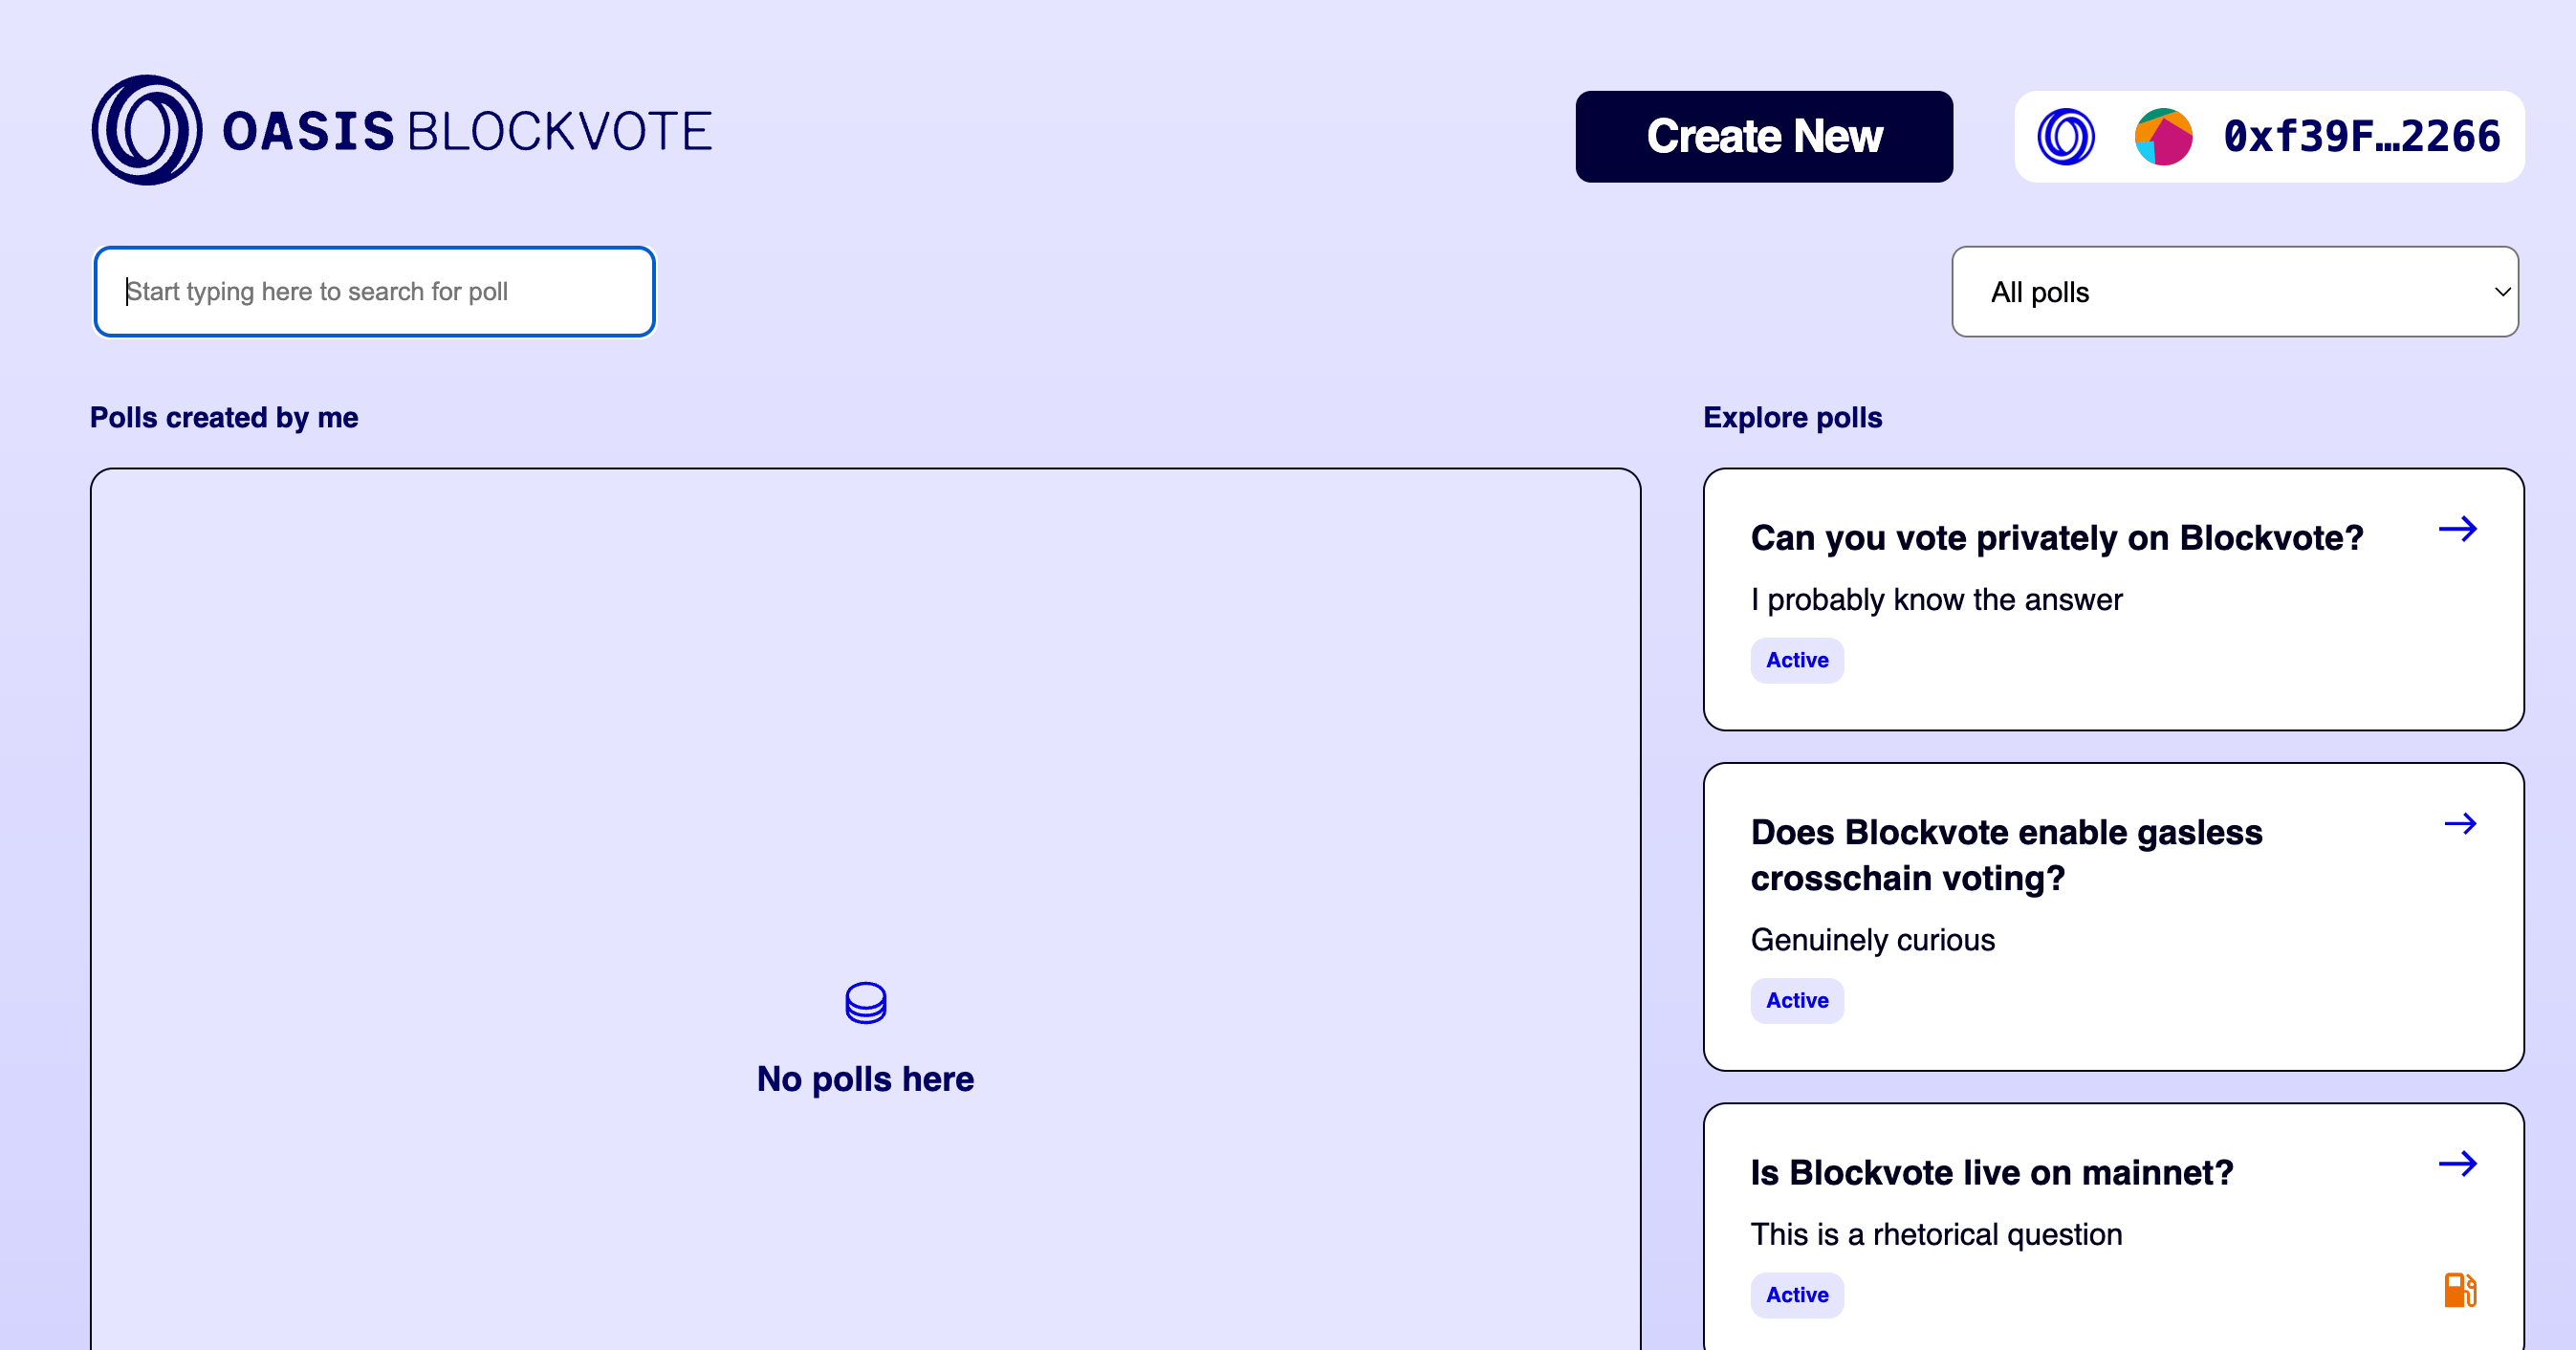 OASIS BLOCKVOTE
Create New
0xf39F…2266
Start typing here to search for poll
All polls
Polls created by me
Explore polls
No polls here
Can you vote privately on Blockvote?
I probably know the answer
Active
Does Blockvote enable gasless
crosschain voting?
Genuinely curious
Active
Is Blockvote live on mainnet?
This is a rhetorical question
Active